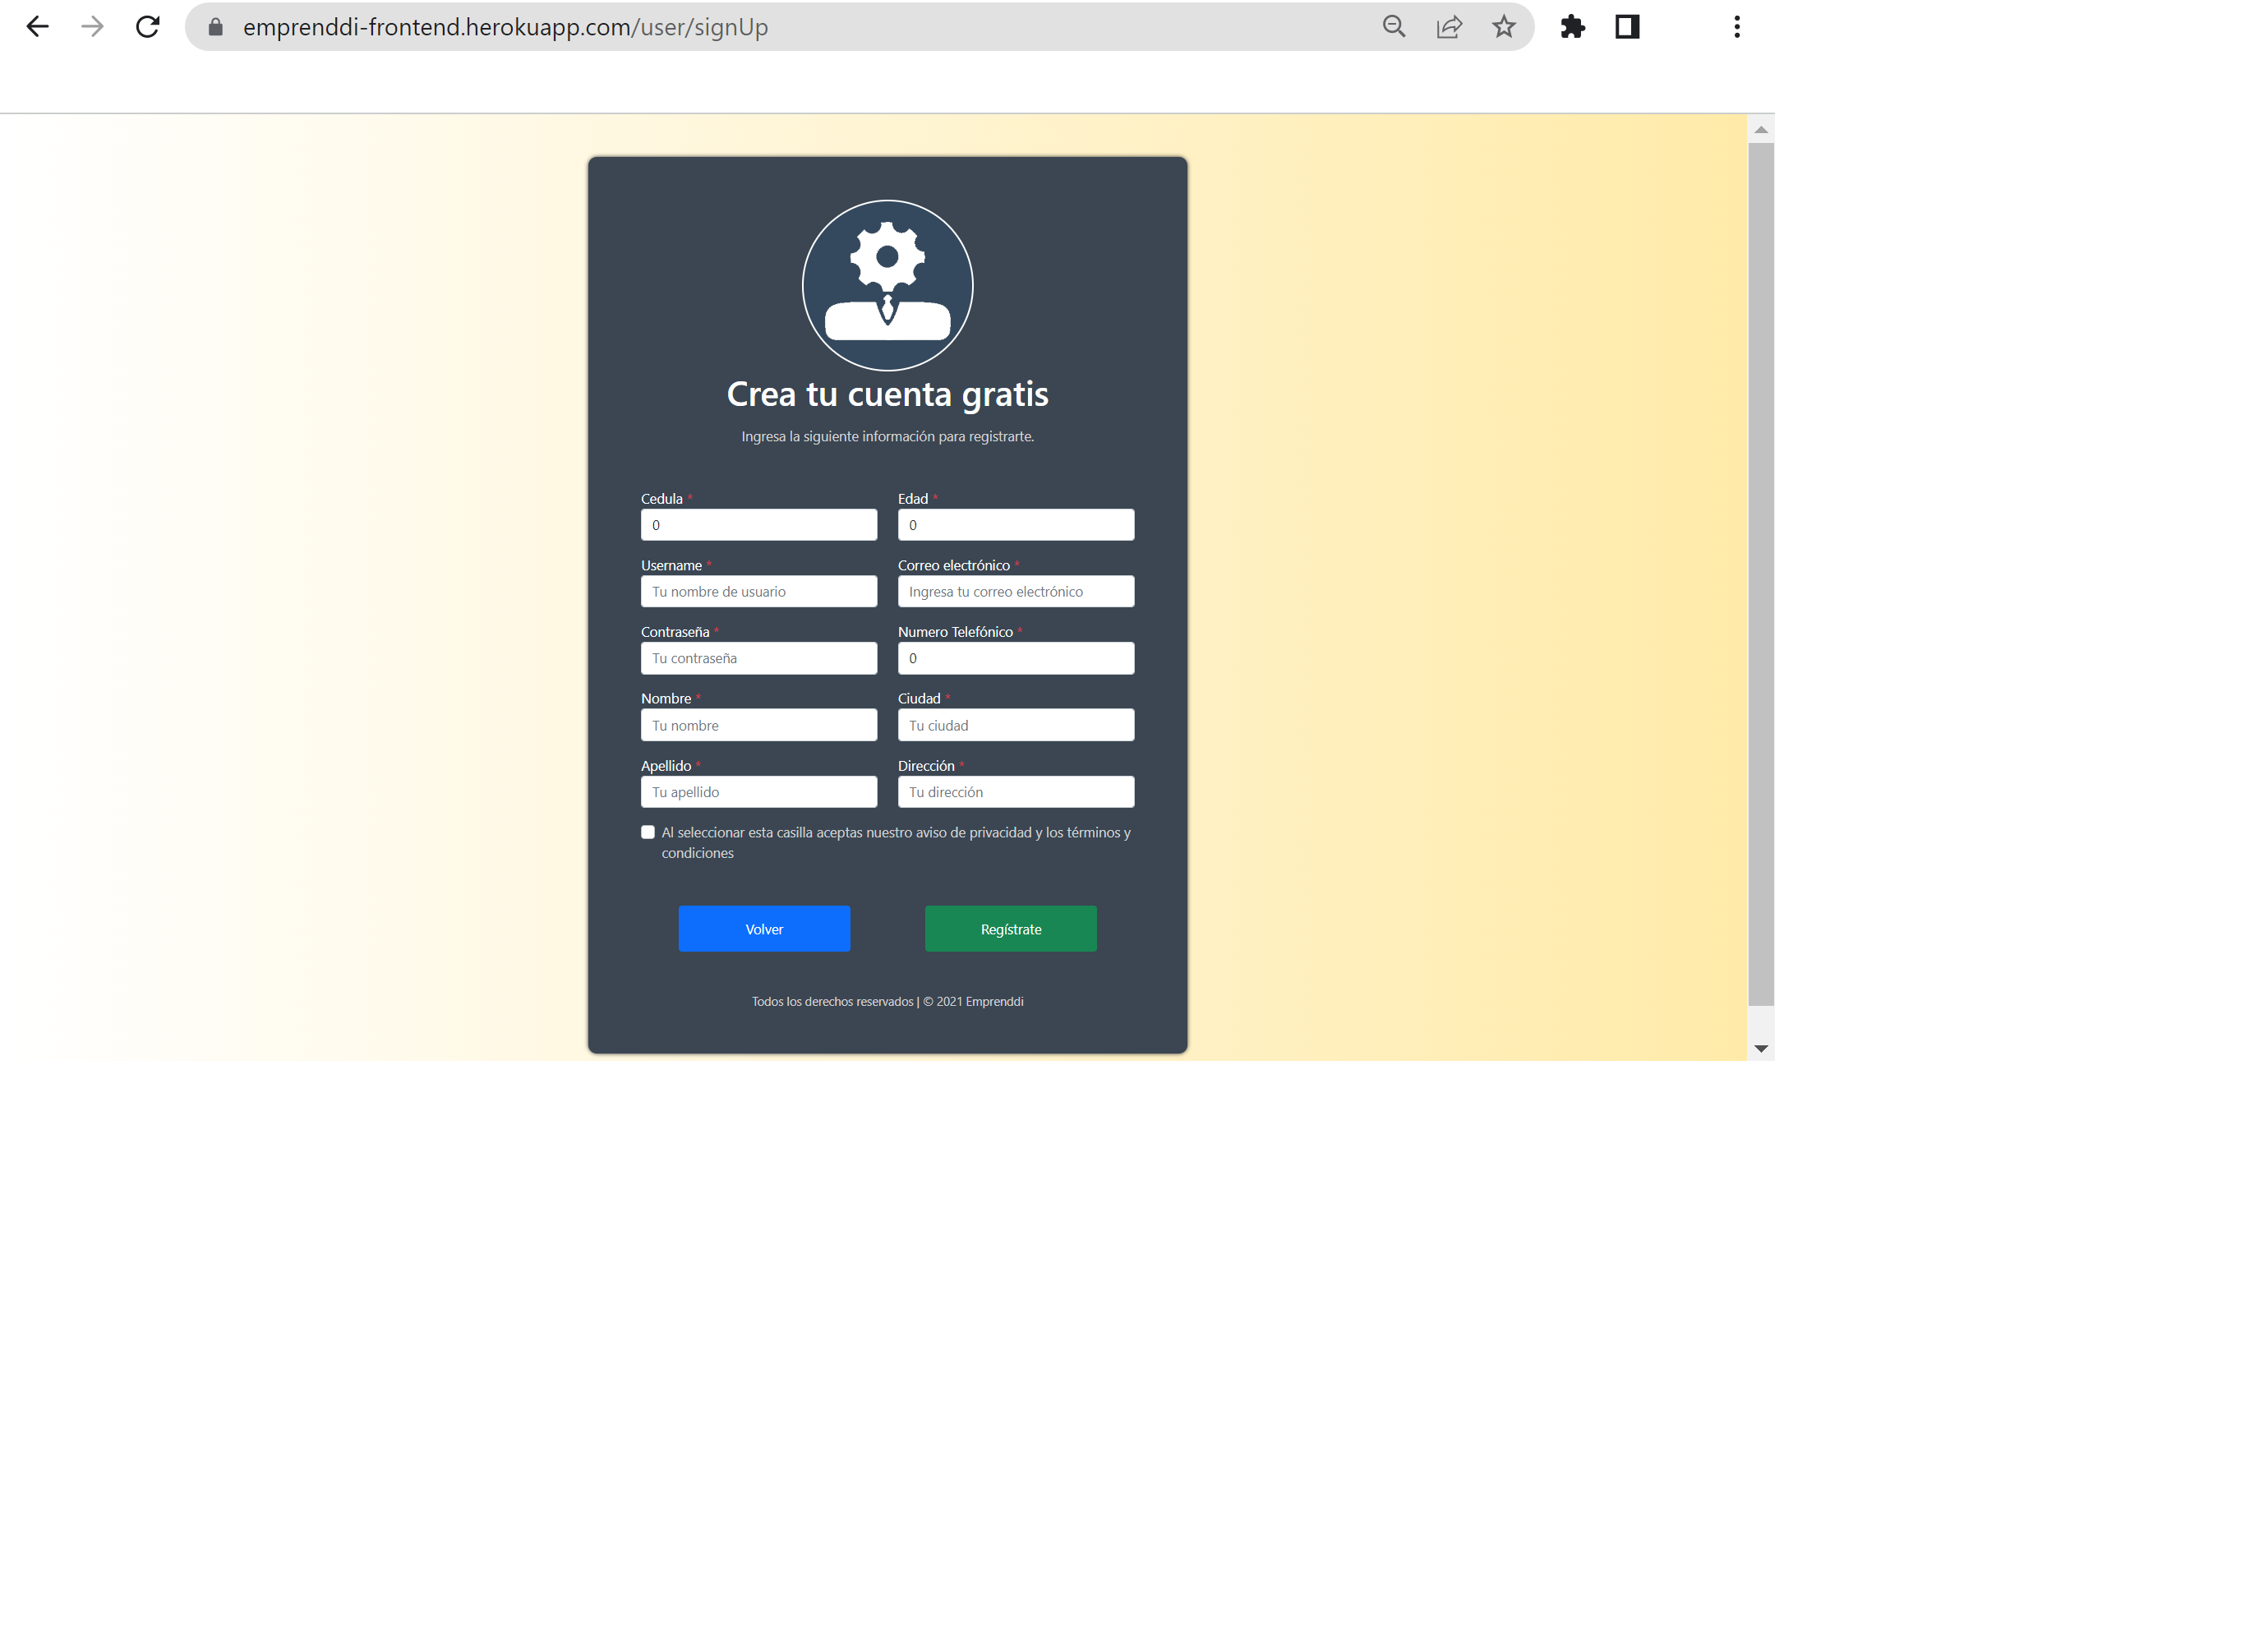 emprenddi-frontend.herokuapp.com/user/signUp
Crea tu cuenta gratis
Ingresa la siguiente información para registrarte.
Cedula * Edad *
0 0
Username * Correo electrónico *
Tu nombre de usuario Ingresa tu correo electrónico
Contraseña * Numero Telefónico *
Tu contraseña 0
Nombre * Ciudad *
Tu nombre Tu ciudad
Apellido * Dirección *
Tu apellido Tu dirección
Al seleccionar esta casilla aceptas nuestro aviso de privacidad y los términos y
condiciones
Volver Regístrate
Todos los derechos reservados | © 2021 Emprenddi